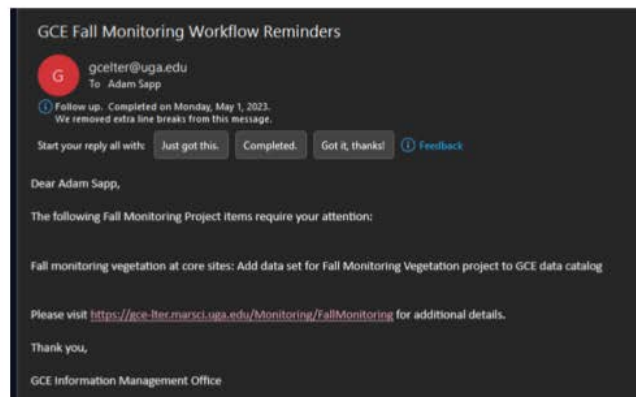 GCE Fall Monitoring Workflow Reminders
G
gcelter@uga.edu
To Adam Sapp
Follow up. Completed on Monday, May 1, 2023.
We removed extra line breaks from this message.
Start your reply all with: Just got this. Completed. Got it, thanks! Feedback
Dear Adam Sapp,
The following Fall Monitoring Project items require your attention:
Fall monitoring vegetation at core sites: Add data set for Fall Monitoring Vegetation project to GCE data catalog
Please visit https://gce-lter.marsci.uga.edu/Monitoring/FallMonitoring for additional details.
Thank you,
GCE Information Management Office